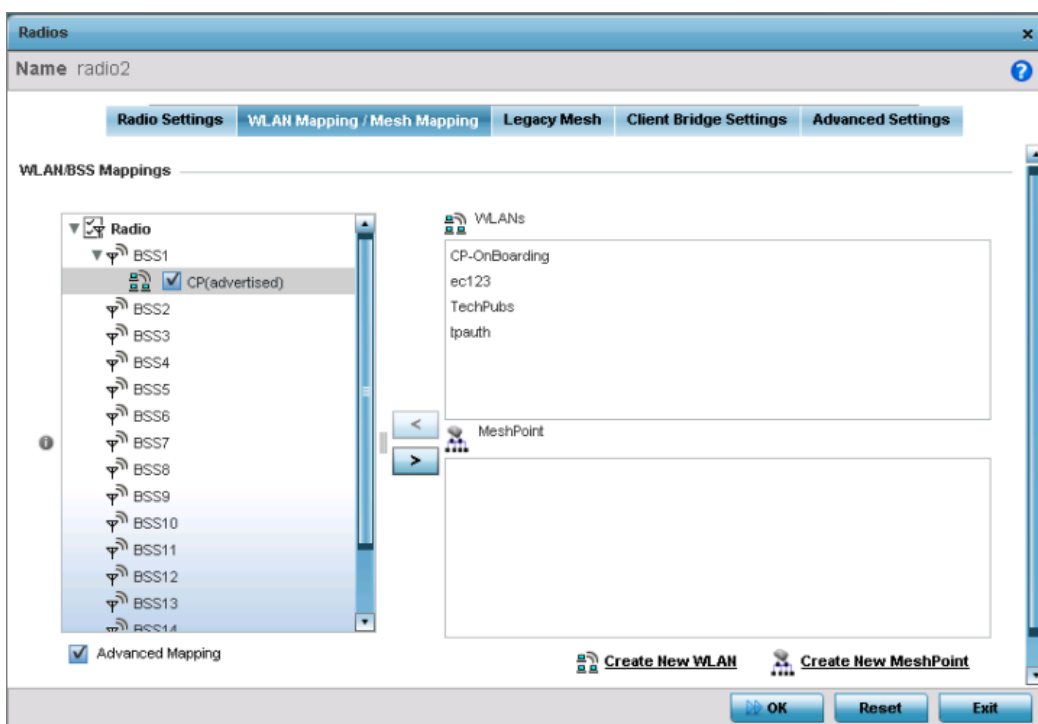 Radios
Name radio2
Radio Settings WLAN Mapping / Mesh Mapping Legacy Mesh Client Bridge Settings Advanced Settings
WLAN/BSS Mappings
Radio
BSS1
CP(advertised)
BSS2
BSS3
BSS4
BSS5
BSS6
BSS7
BSS8
BSS9
BSS10
BSS11
BSS12
BSS13
BSS14
Advanced Mapping
<
>
WLANs
CP-OnBoarding
ec123
TechPubs
tpauth
MeshPoint
Create New WLAN Create New MeshPoint
OK Reset Exit